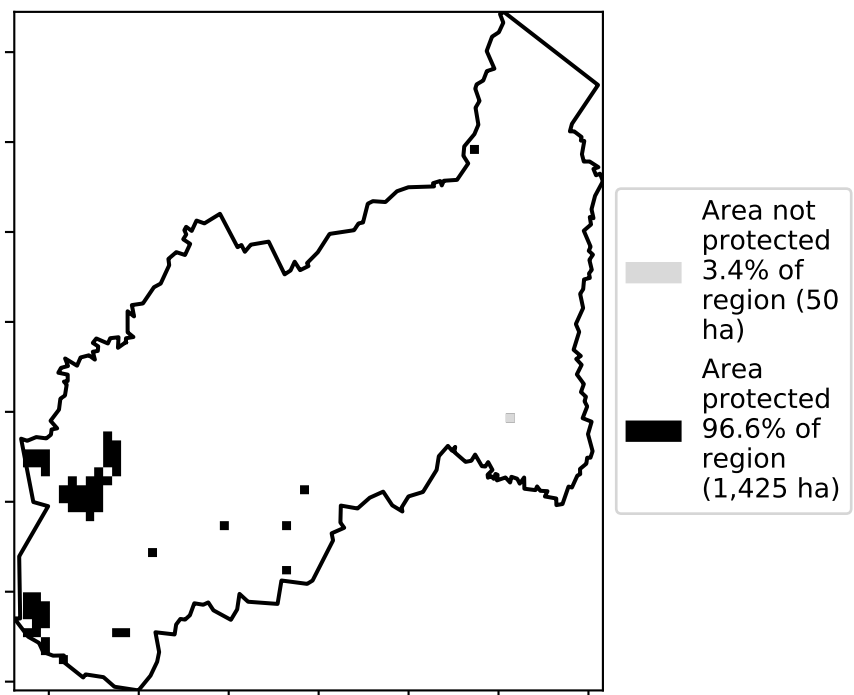 Area not
protected
3.4% of
region (50
ha)
Area
protected
96.6% of
region
(1,425 ha)